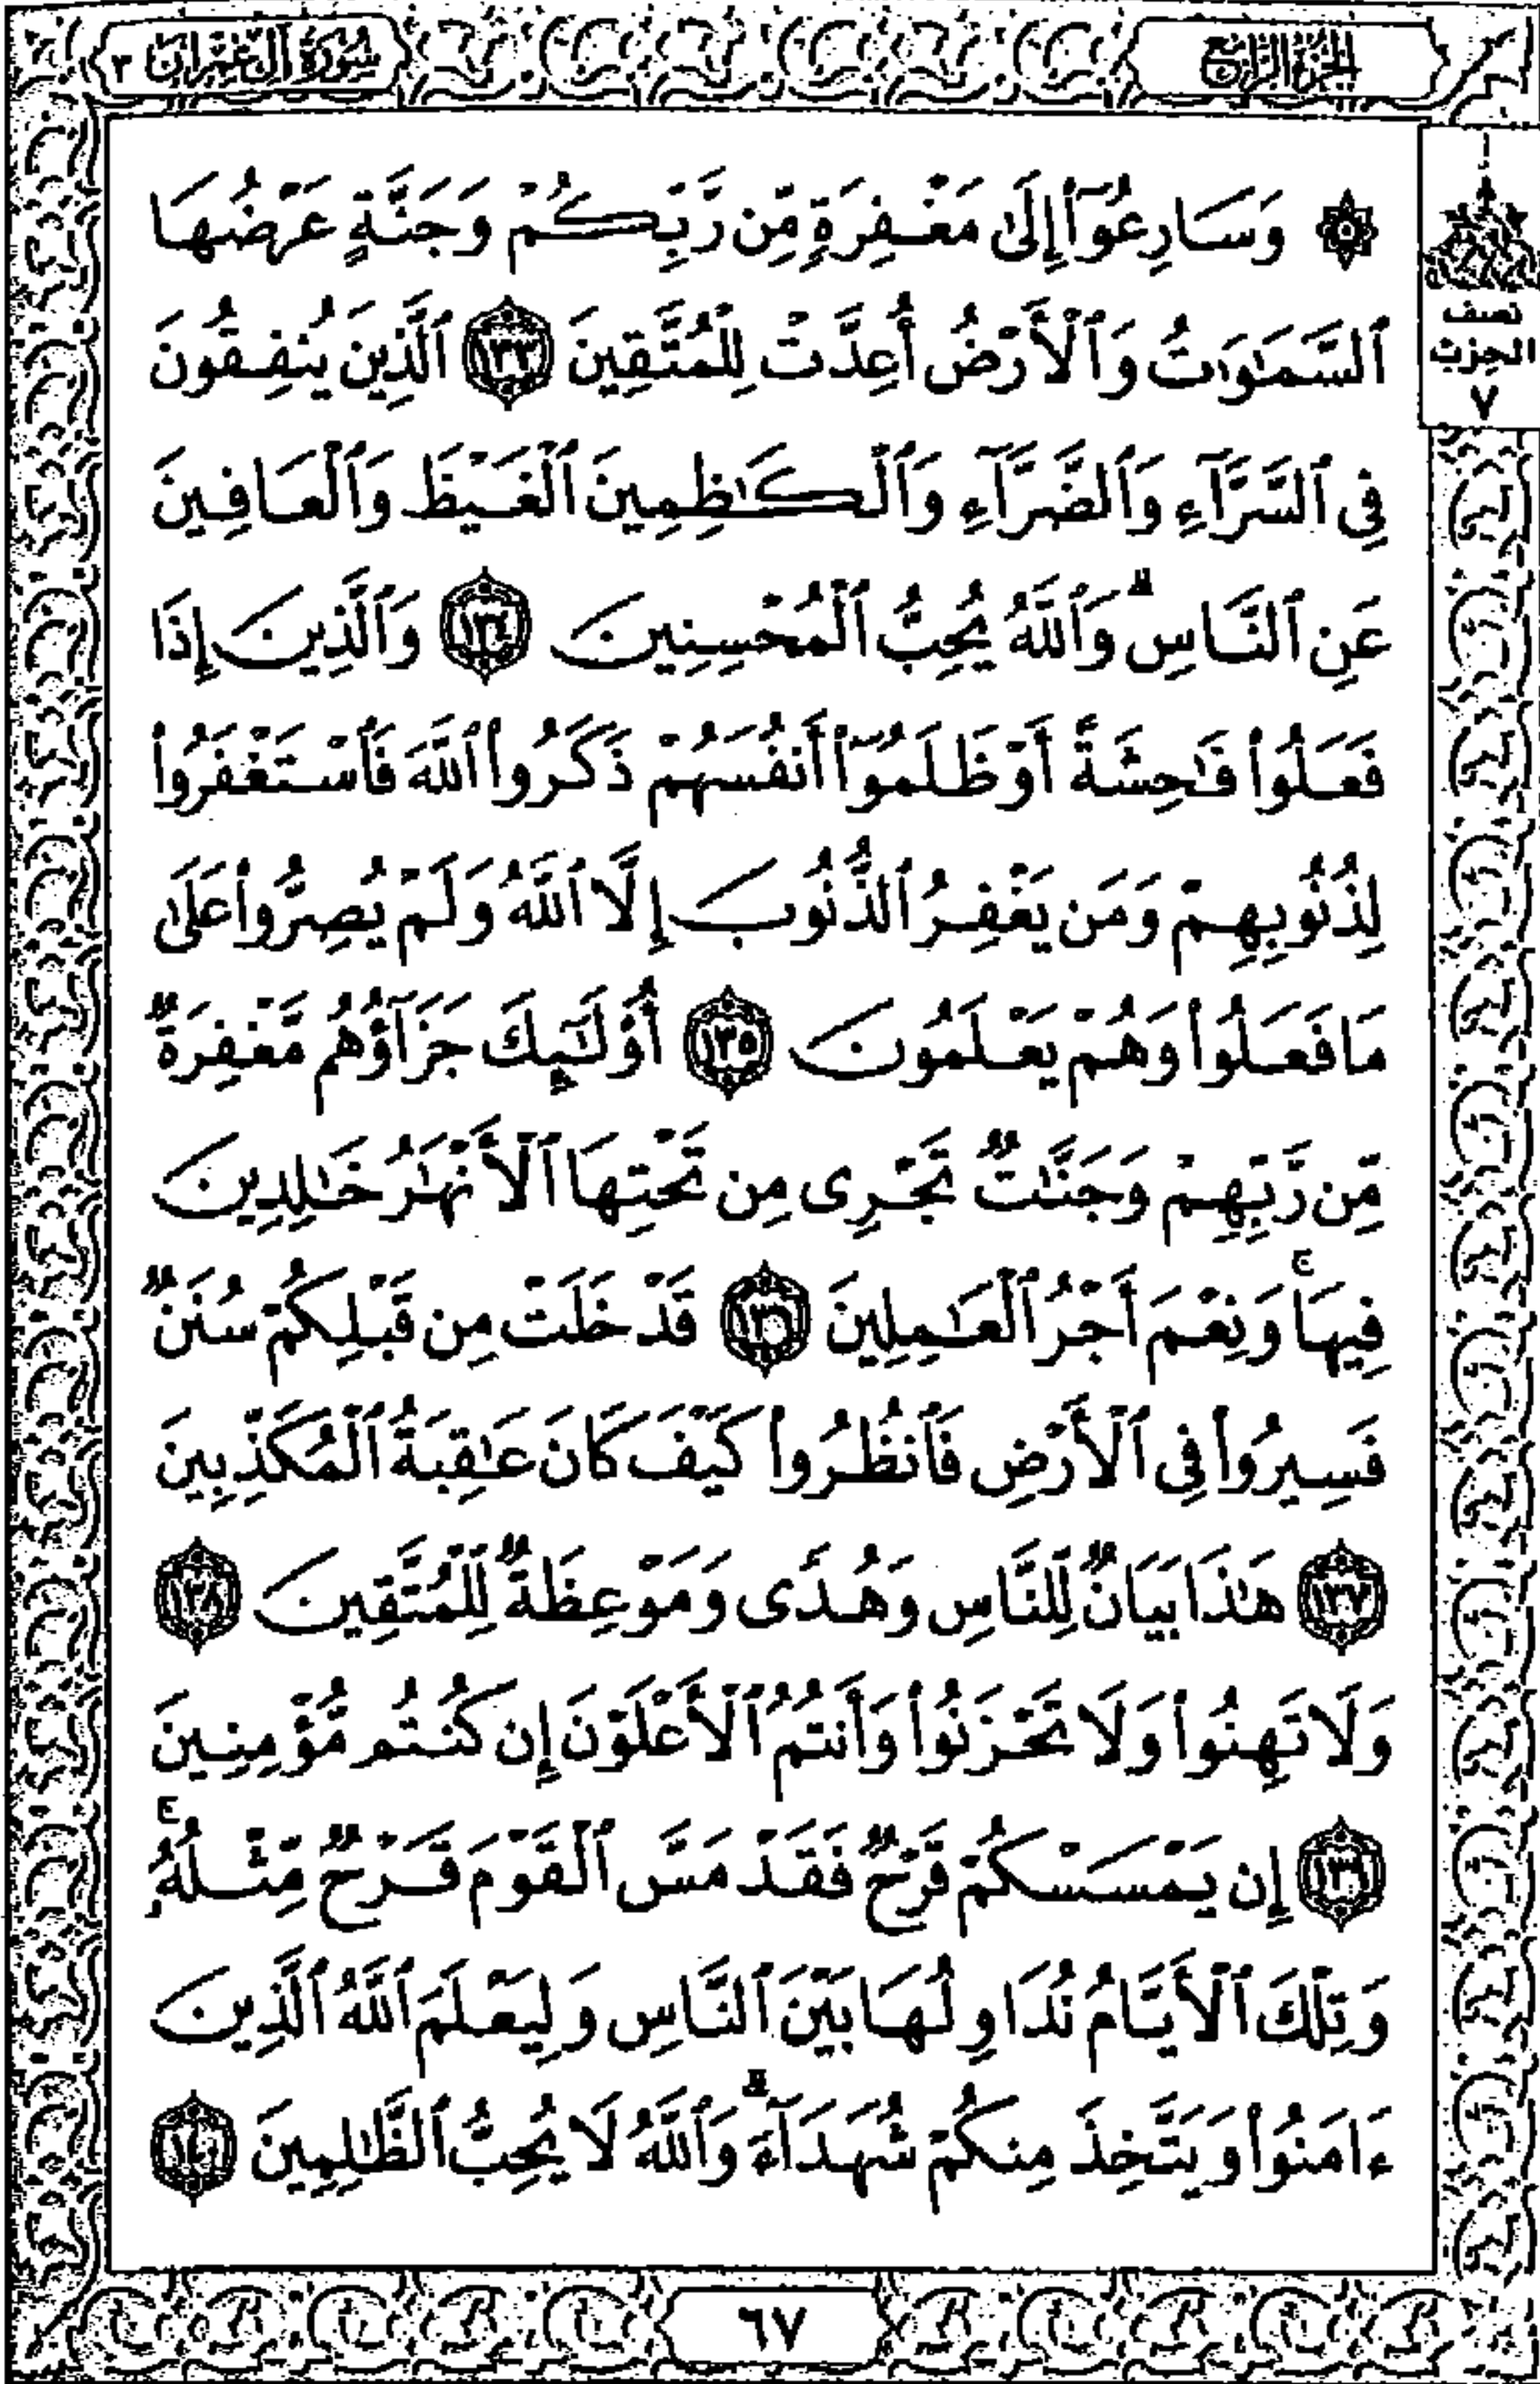 الجزء الرابع
سورة آل عمران ٣
نصف
الحزب
٧
۞ وَسَارِعُوٓا۟ إِلَىٰ مَغْفِرَةٍ مِّن رَّبِّكُمْ وَجَنَّةٍ عَرْضُهَا
ٱلسَّمَٰوَٰتُ وَٱلْأَرْضُ أُعِدَّتْ لِلْمُتَّقِينَ ١٣٣ ٱلَّذِينَ يُنفِقُونَ
فِى ٱلسَّرَّآءِ وَٱلضَّرَّآءِ وَٱلْكَٰظِمِينَ ٱلْغَيْظَ وَٱلْعَافِينَ
عَنِ ٱلنَّاسِ ۗ وَٱللَّهُ يُحِبُّ ٱلْمُحْسِنِينَ ١٣٤ وَٱلَّذِينَ إِذَا
فَعَلُوا۟ فَٰحِشَةً أَوْ ظَلَمُوٓا۟ أَنفُسَهُمْ ذَكَرُوا۟ ٱللَّهَ فَٱسْتَغْفَرُوا۟
لِذُنُوبِهِمْ وَمَن يَغْفِرُ ٱلذُّنُوبَ إِلَّا ٱللَّهُ وَلَمْ يُصِرُّوا۟ عَلَىٰ
مَا فَعَلُوا۟ وَهُمْ يَعْلَمُونَ ١٣٥ أُو۟لَٰٓئِكَ جَزَآؤُهُم مَّغْفِرَةٌ
مِّن رَّبِّهِمْ وَجَنَّٰتٌ تَجْرِى مِن تَحْتِهَا ٱلْأَنْهَٰرُ خَٰلِدِينَ
فِيهَا ۚ وَنِعْمَ أَجْرُ ٱلْعَٰمِلِينَ ١٣٦ قَدْ خَلَتْ مِن قَبْلِكُمْ سُنَنٌ
فَسِيرُوا۟ فِى ٱلْأَرْضِ فَٱنظُرُوا۟ كَيْفَ كَانَ عَٰقِبَةُ ٱلْمُكَذِّبِينَ
١٣٧ هَٰذَا بَيَانٌ لِّلنَّاسِ وَهُدًى وَمَوْعِظَةٌ لِّلْمُتَّقِينَ ١٣٨
وَلَا تَهِنُوا۟ وَلَا تَحْزَنُوا۟ وَأَنتُمُ ٱلْأَعْلَوْنَ إِن كُنتُم مُّؤْمِنِينَ
١٣٩ إِن يَمْسَسْكُمْ قَرْحٌ فَقَدْ مَسَّ ٱلْقَوْمَ قَرْحٌ مِّثْلُهُۥ ۚ
وَتِلْكَ ٱلْأَيَّامُ نُدَاوِلُهَا بَيْنَ ٱلنَّاسِ وَلِيَعْلَمَ ٱللَّهُ ٱلَّذِينَ
ءَامَنُوا۟ وَيَتَّخِذَ مِنكُمْ شُهَدَآءَ ۗ وَٱللَّهُ لَا يُحِبُّ ٱلظَّٰلِمِينَ ١٤٠
٦٧